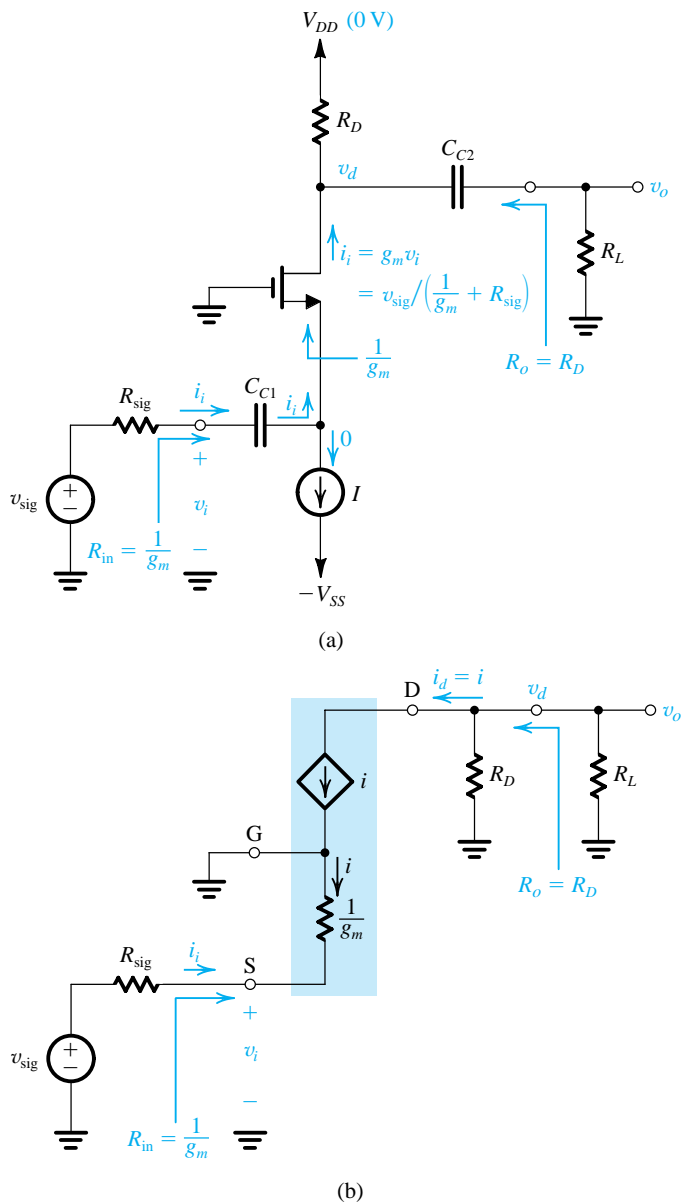 V_DD (0 V)
R_D
C_C2
v_d
v_o
i_i = g_m v_i
= v_sig/(1/g_m + R_sig)
R_L
1/g_m
R_o = R_D
C_C1
R_sig
i_i
i_i
0
+
v_sig
+
−
v_i
I
R_in = 1/g_m
−
−V_SS
(a)
i_d = i
D
v_d
v_o
i
R_D
R_L
G
i
R_o = R_D
1/g_m
R_sig
i_i
S
+
v_sig
+
−
v_i
R_in = 1/g_m
−
(b)